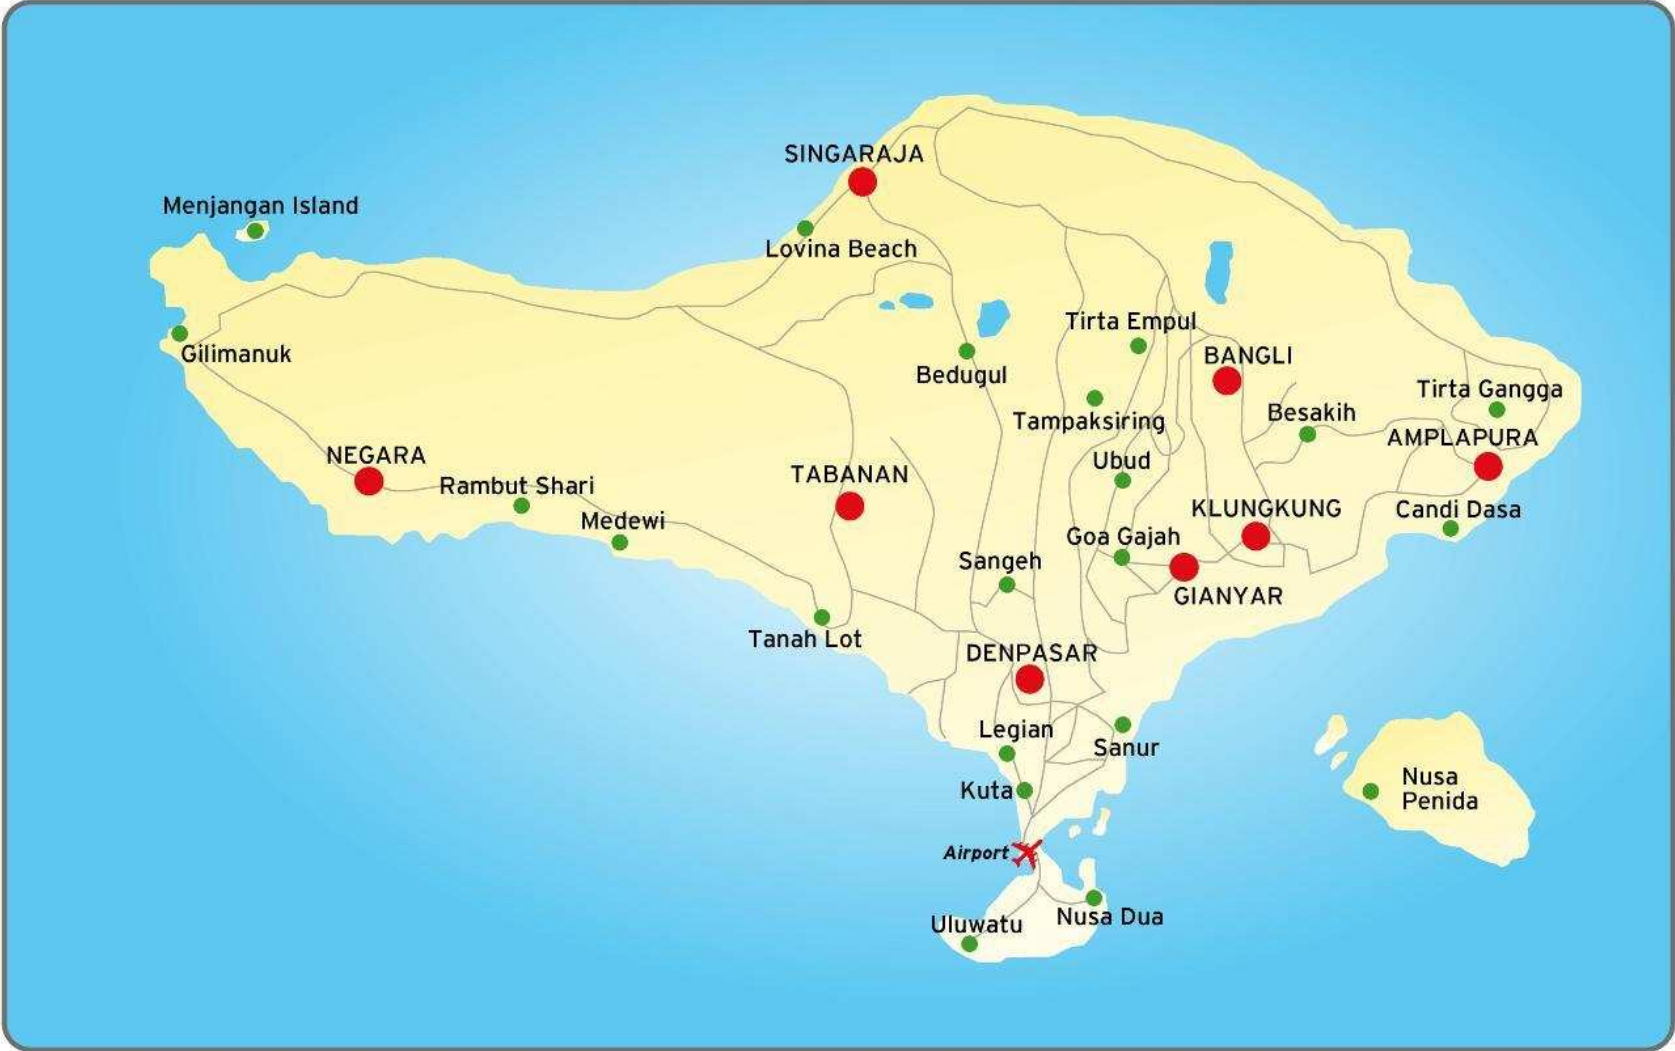 SINGARAJA
Menjangan Island
Lovina Beach
Tirta Empul
Gilimanuk
BANGLI
Bedugul
Tirta Gangga
Besakih
Tampaksiring
AMPLAPURA
NEGARA
Ubud
TABANAN
Rambut Shari
KLUNGKUNG
Candi Dasa
Medewi
Goa Gajah
Sangeh
GIANYAR
Tanah Lot
DENPASAR
Legian
Sanur
Nusa
Penida
Kuta
Airport
Nusa Dua
Uluwatu